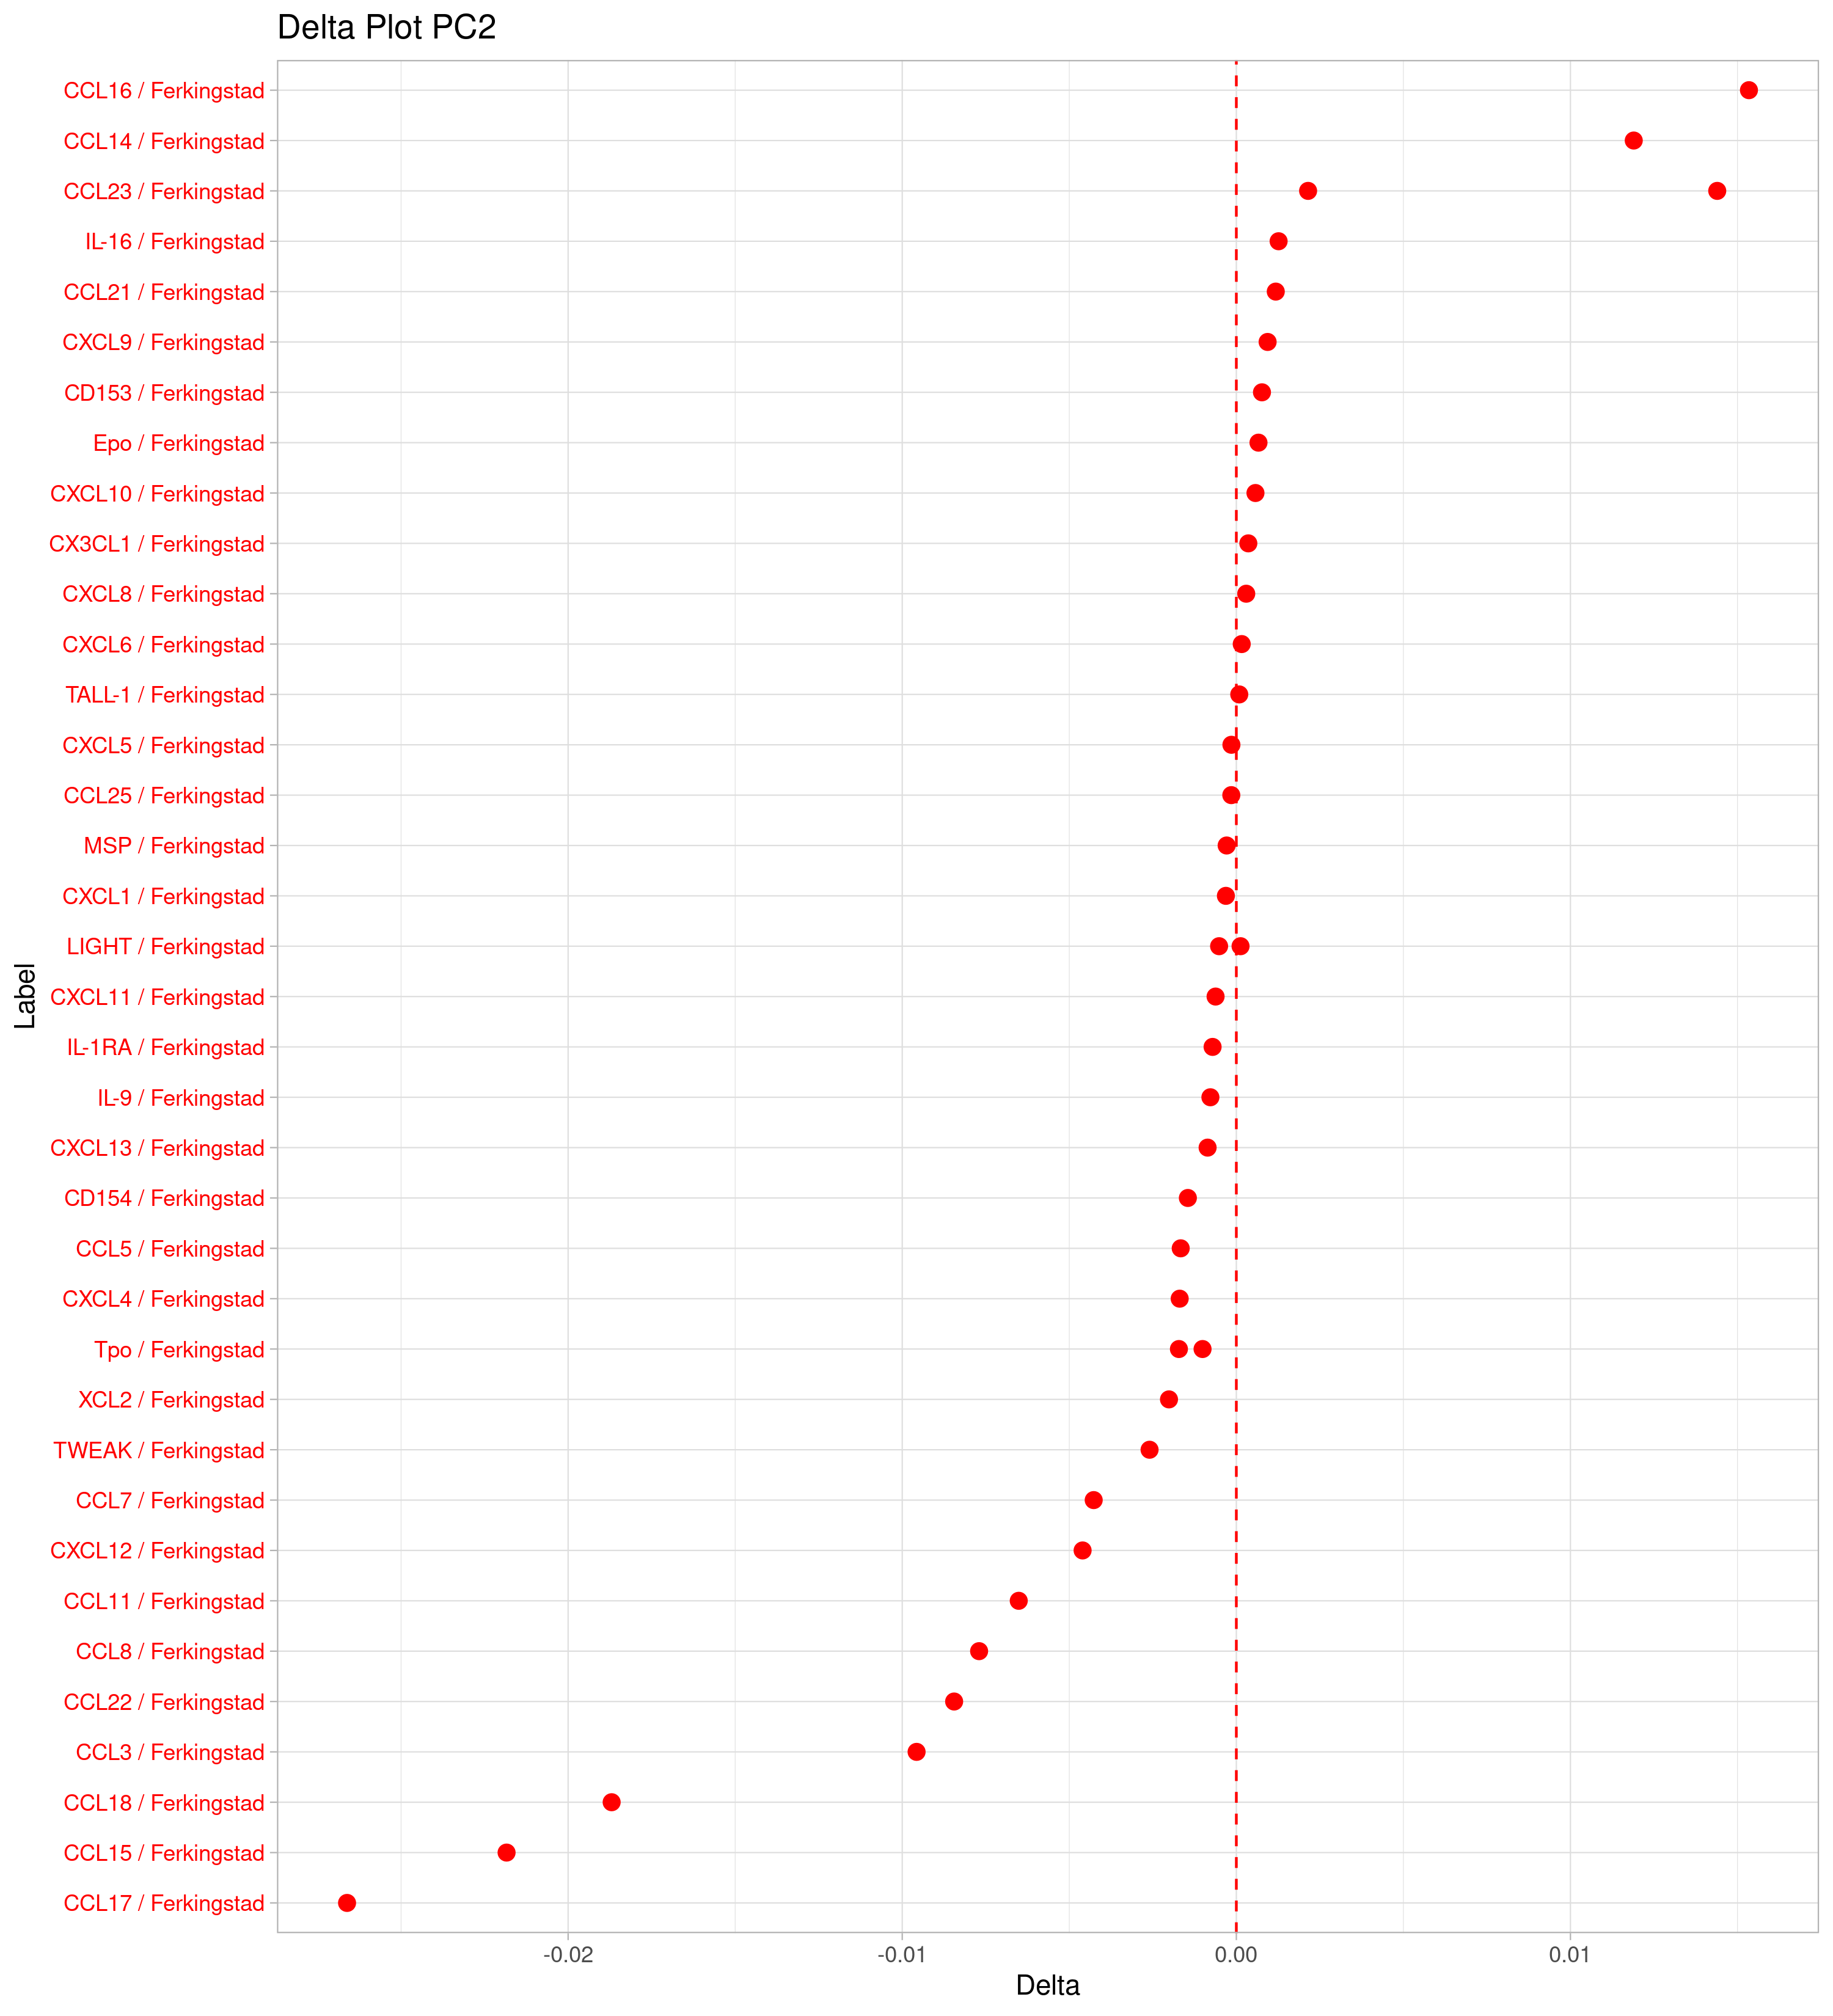 Delta Plot PC2
CCL16 / Ferkingstad
CCL14 / Ferkingstad
CCL23 / Ferkingstad
IL-16 / Ferkingstad
CCL21 / Ferkingstad
CXCL9 / Ferkingstad
CD153 / Ferkingstad
Epo / Ferkingstad
CXCL10 / Ferkingstad
CX3CL1 / Ferkingstad
CXCL8 / Ferkingstad
CXCL6 / Ferkingstad
TALL-1 / Ferkingstad
CXCL5 / Ferkingstad
CCL25 / Ferkingstad
MSP / Ferkingstad
CXCL1 / Ferkingstad
LIGHT / Ferkingstad
CXCL11 / Ferkingstad
IL-1RA / Ferkingstad
IL-9 / Ferkingstad
CXCL13 / Ferkingstad
CD154 / Ferkingstad
CCL5 / Ferkingstad
CXCL4 / Ferkingstad
Tpo / Ferkingstad
XCL2 / Ferkingstad
TWEAK / Ferkingstad
CCL7 / Ferkingstad
CXCL12 / Ferkingstad
CCL11 / Ferkingstad
CCL8 / Ferkingstad
CCL22 / Ferkingstad
CCL3 / Ferkingstad
CCL18 / Ferkingstad
CCL15 / Ferkingstad
CCL17 / Ferkingstad
Label
-0.02 -0.01 0.00 0.01
Delta